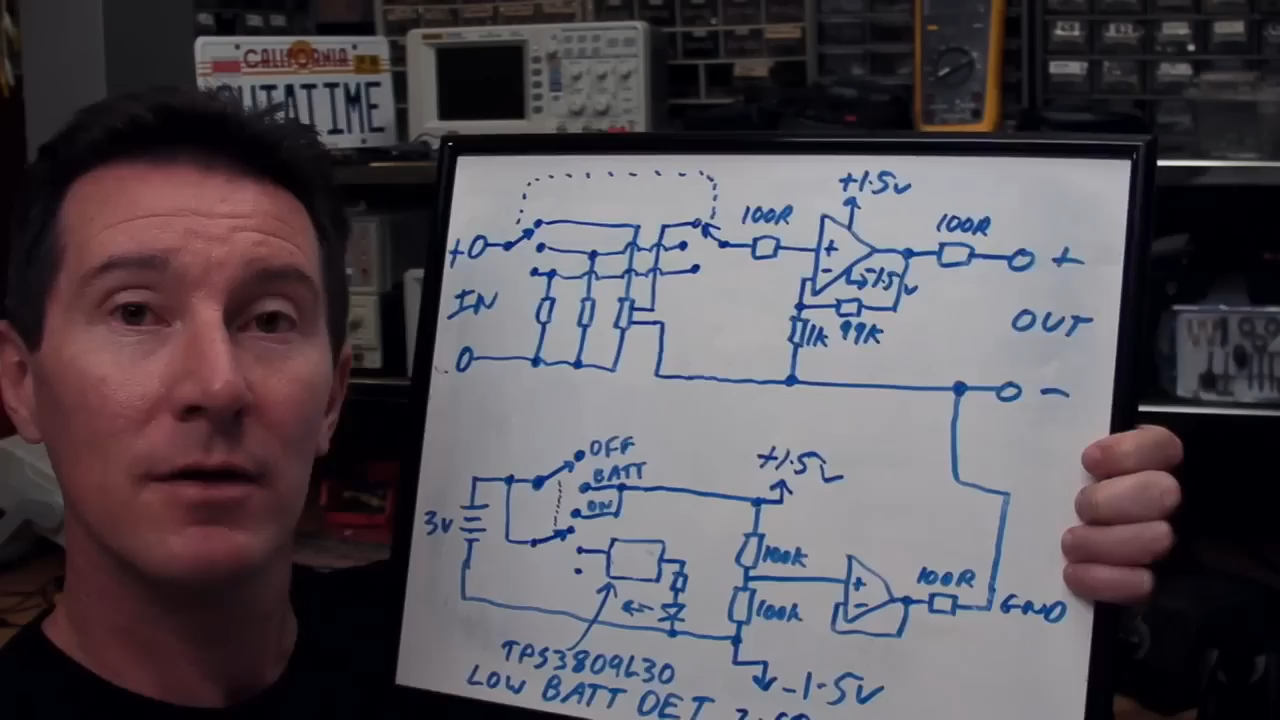 CALIFORNIA
+1.5V
100R
100R
+
+
+
IN
-
-1.5V
OUT
1K
99K
-
OFF
BATT
+1.5V
ON
3V
100K
+
100R
100K
-
GND
TPS3809L30
-1.5V
LOW BATT DET